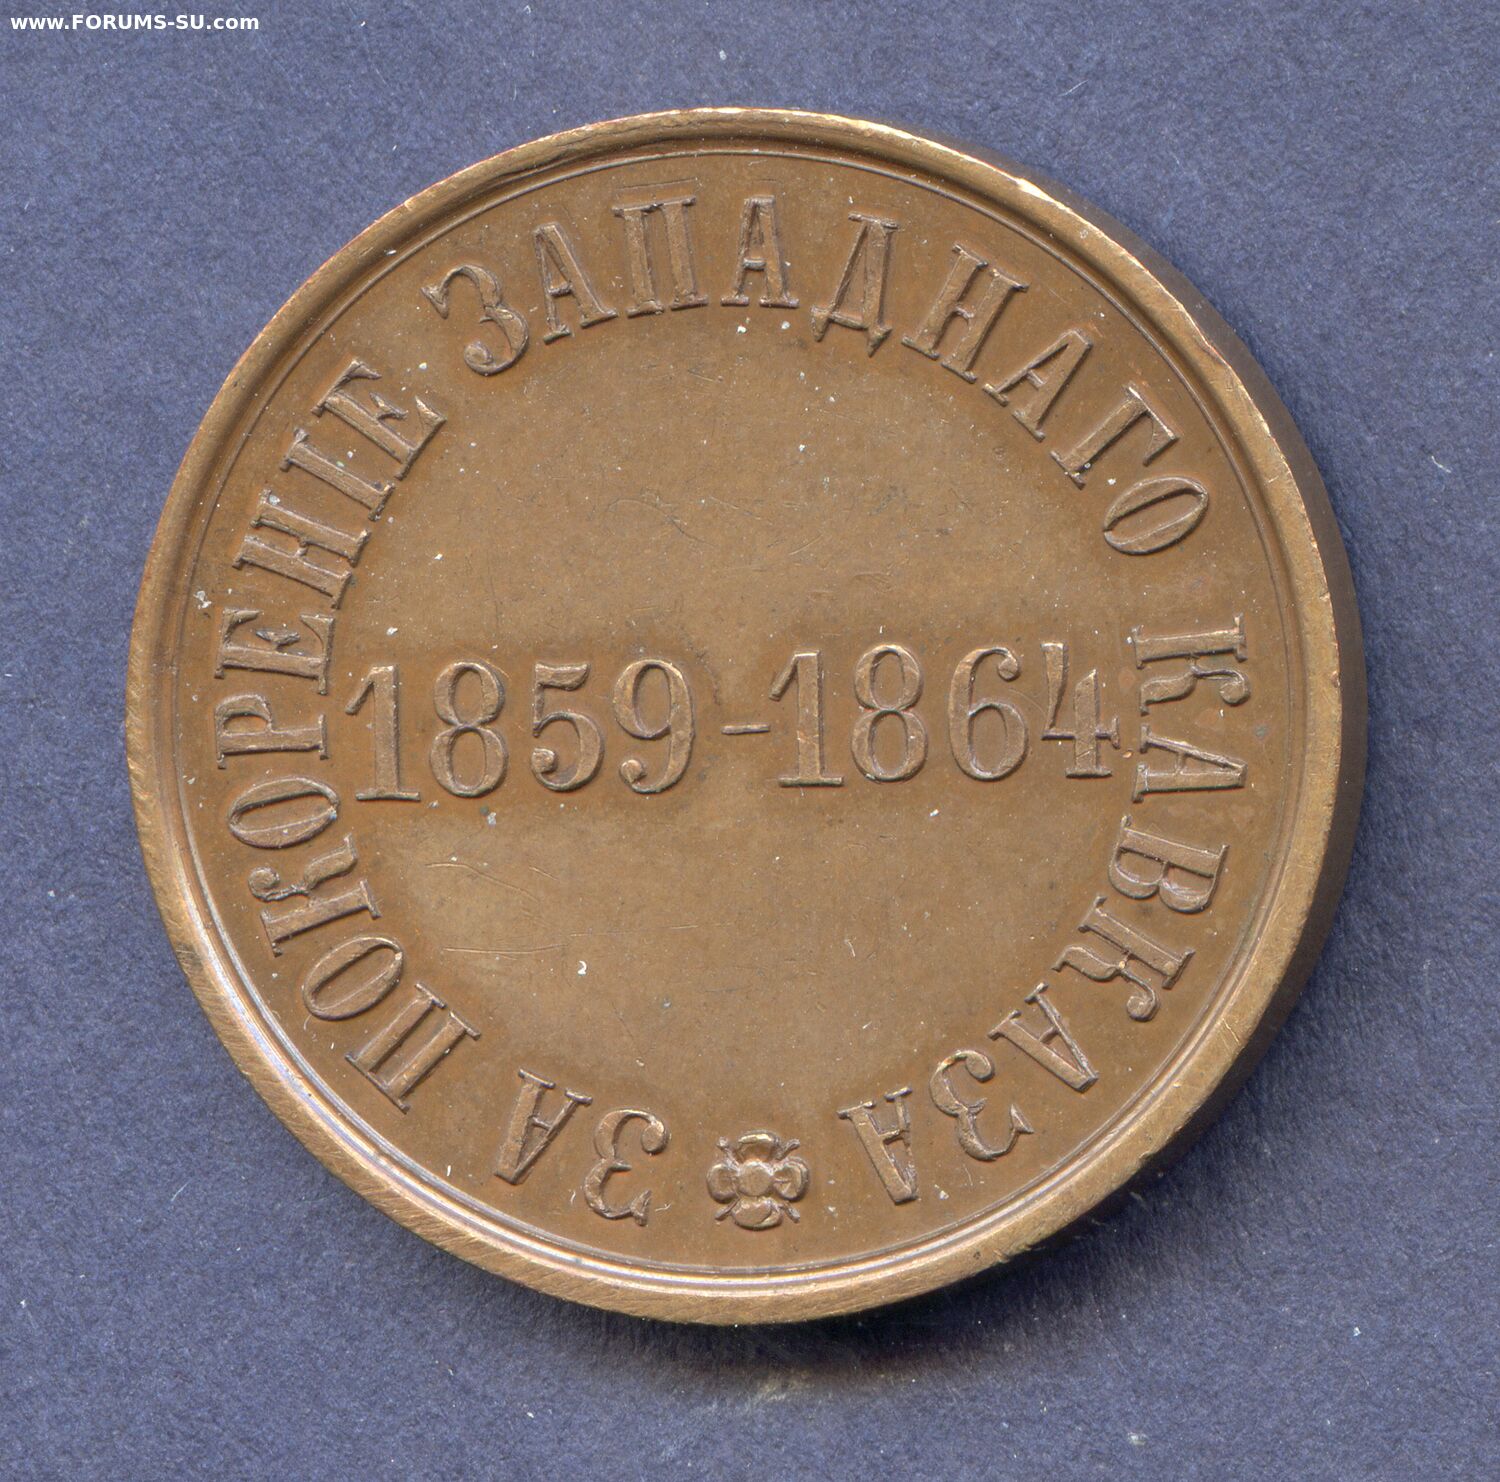 www.FORUMS-SU.com
ЗА ПОКОРЕНІЕ ЗАПАДНАГО КАВКАЗА
1859-1864